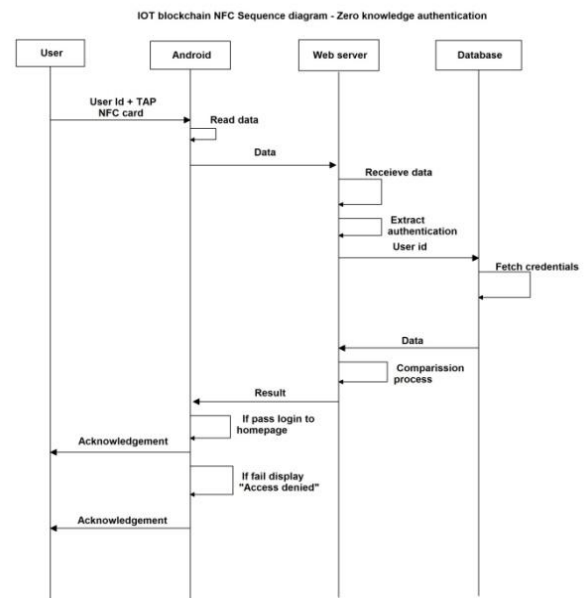 IOT blockchain NFC Sequence diagram - Zero knowledge authentication
User
Android
Web server
Database
User Id + TAP
NFC card
Read data
Data
Receieve data
Extract
authentication
User id
Fetch credentials
Data
Comparission
process
Result
If pass login to
homepage
Acknowledgement
If fail display
"Access denied"
Acknowledgement